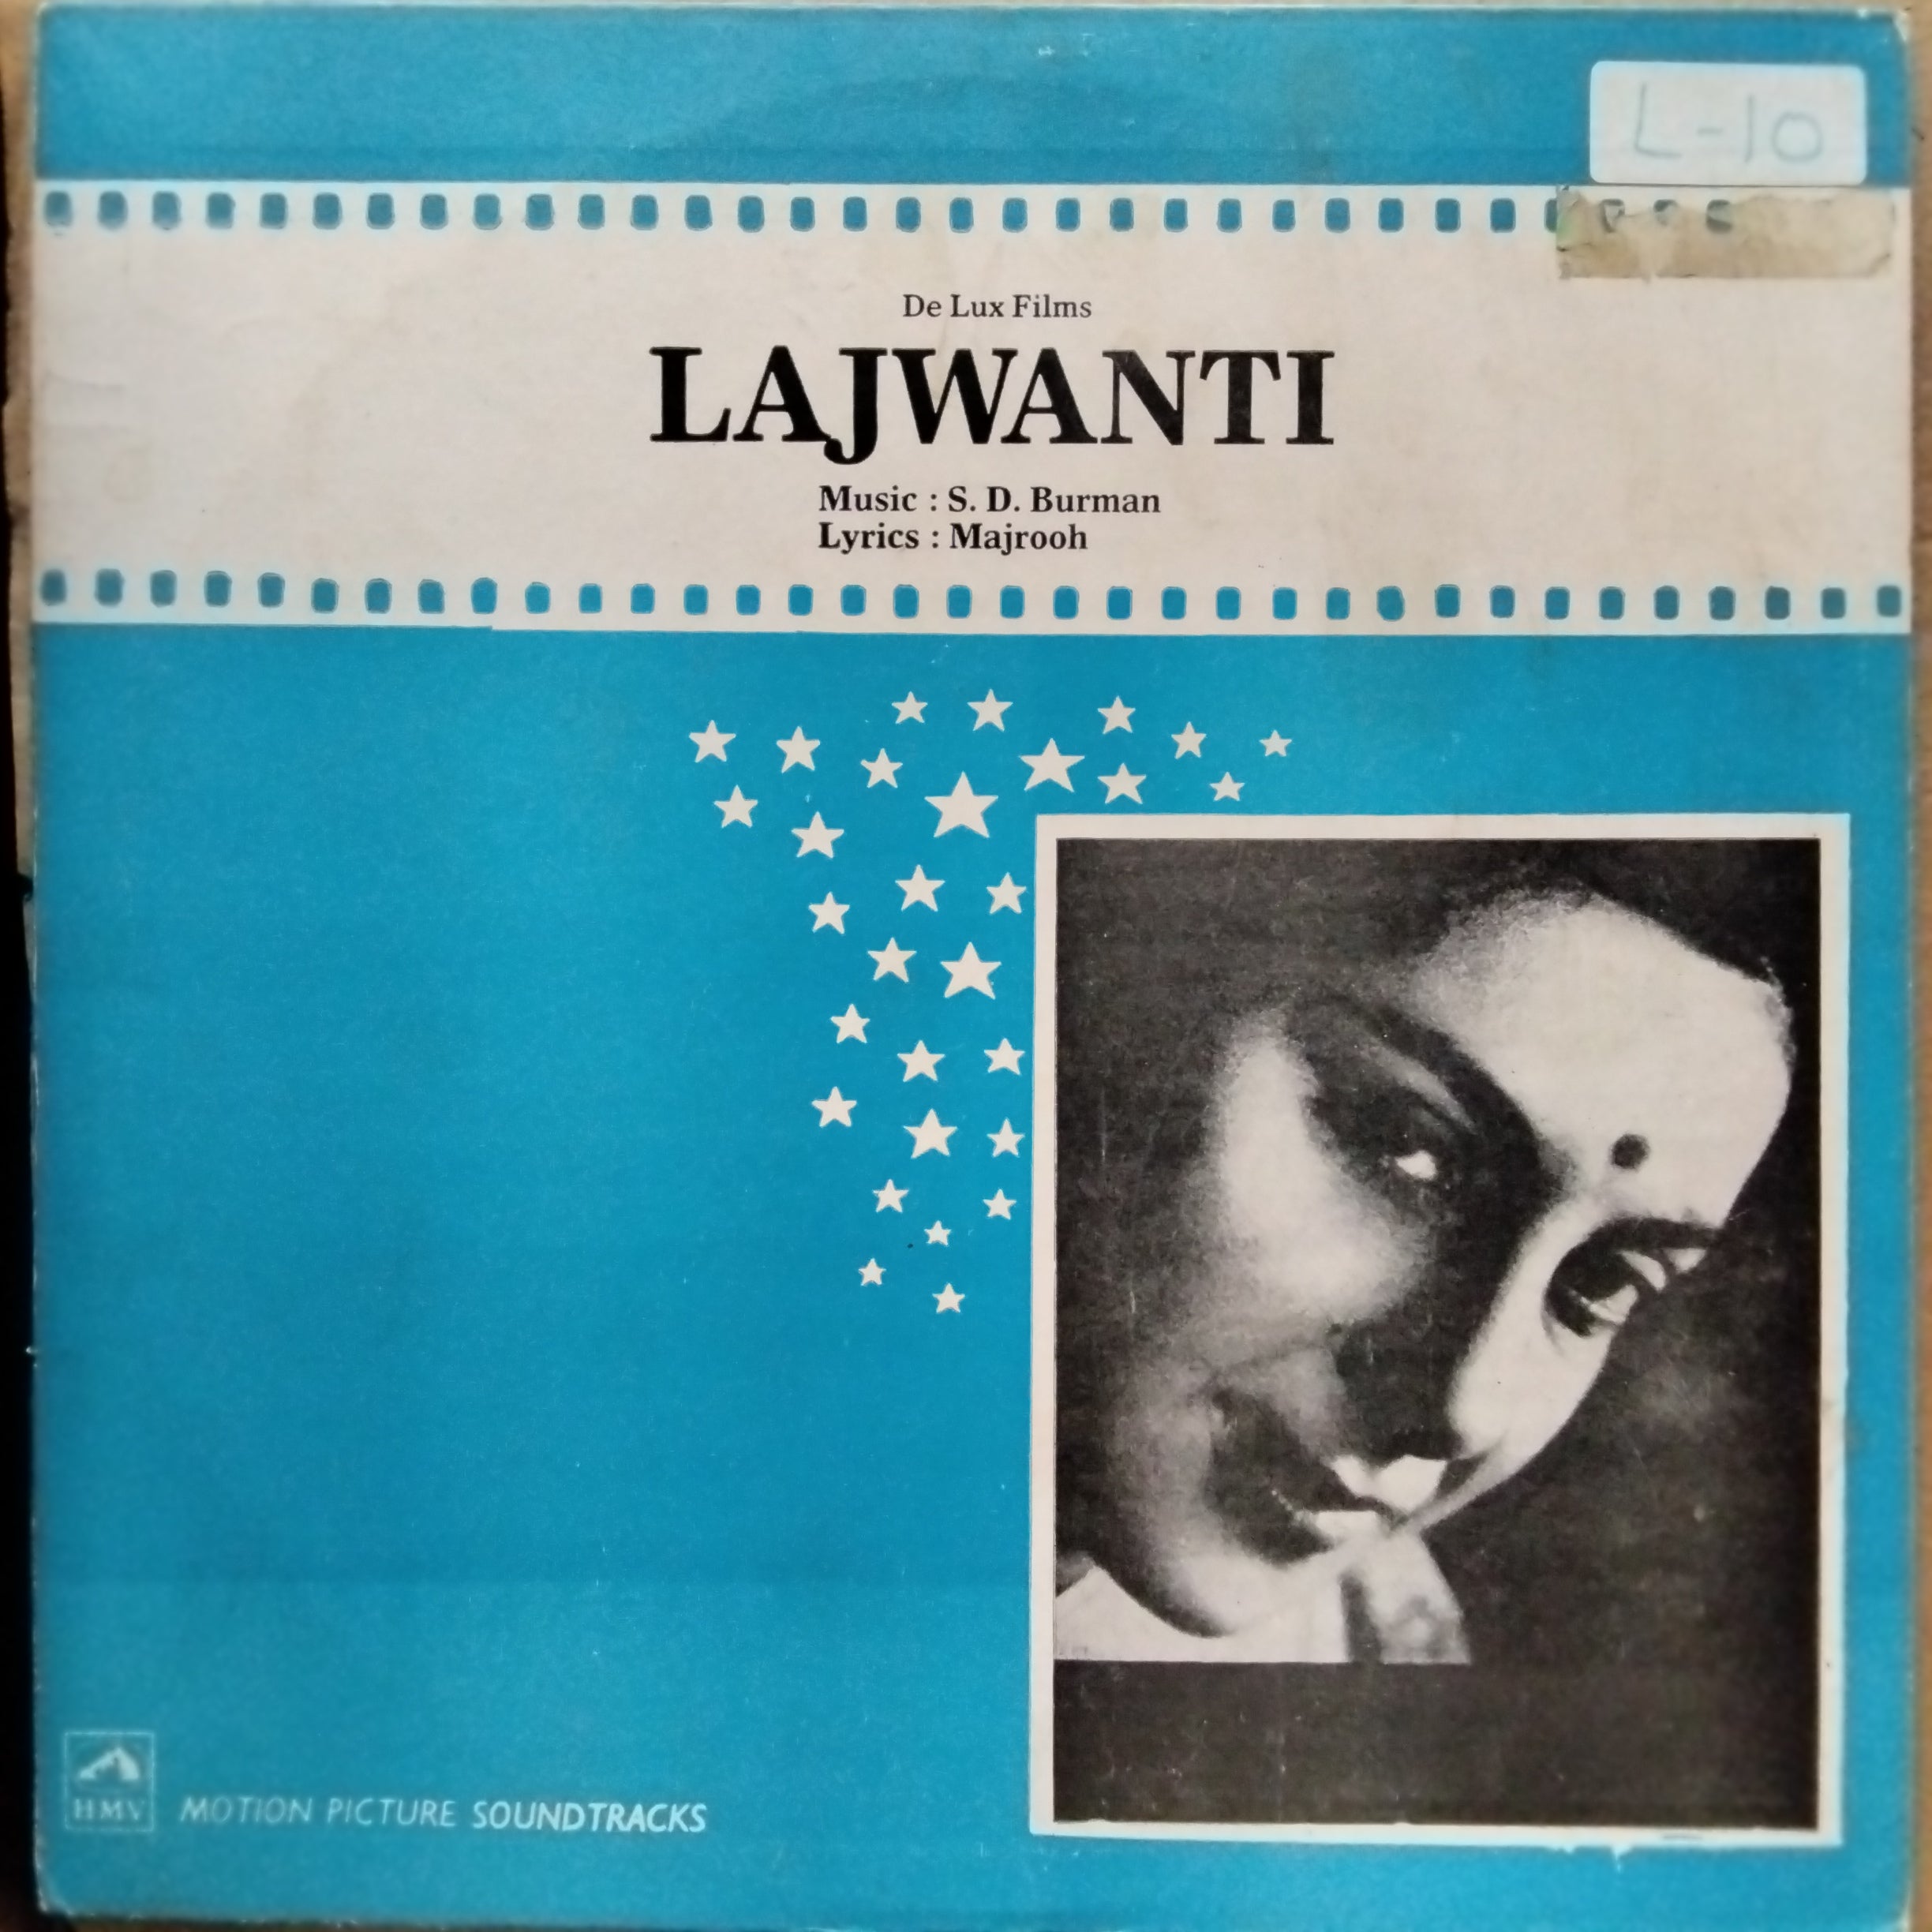 L-10
De Lux Films
LAJWANTI
Music : S. D. Burman
Lyrics : Majrooh
HMV
MOTION PICTURE SOUNDTRACKS